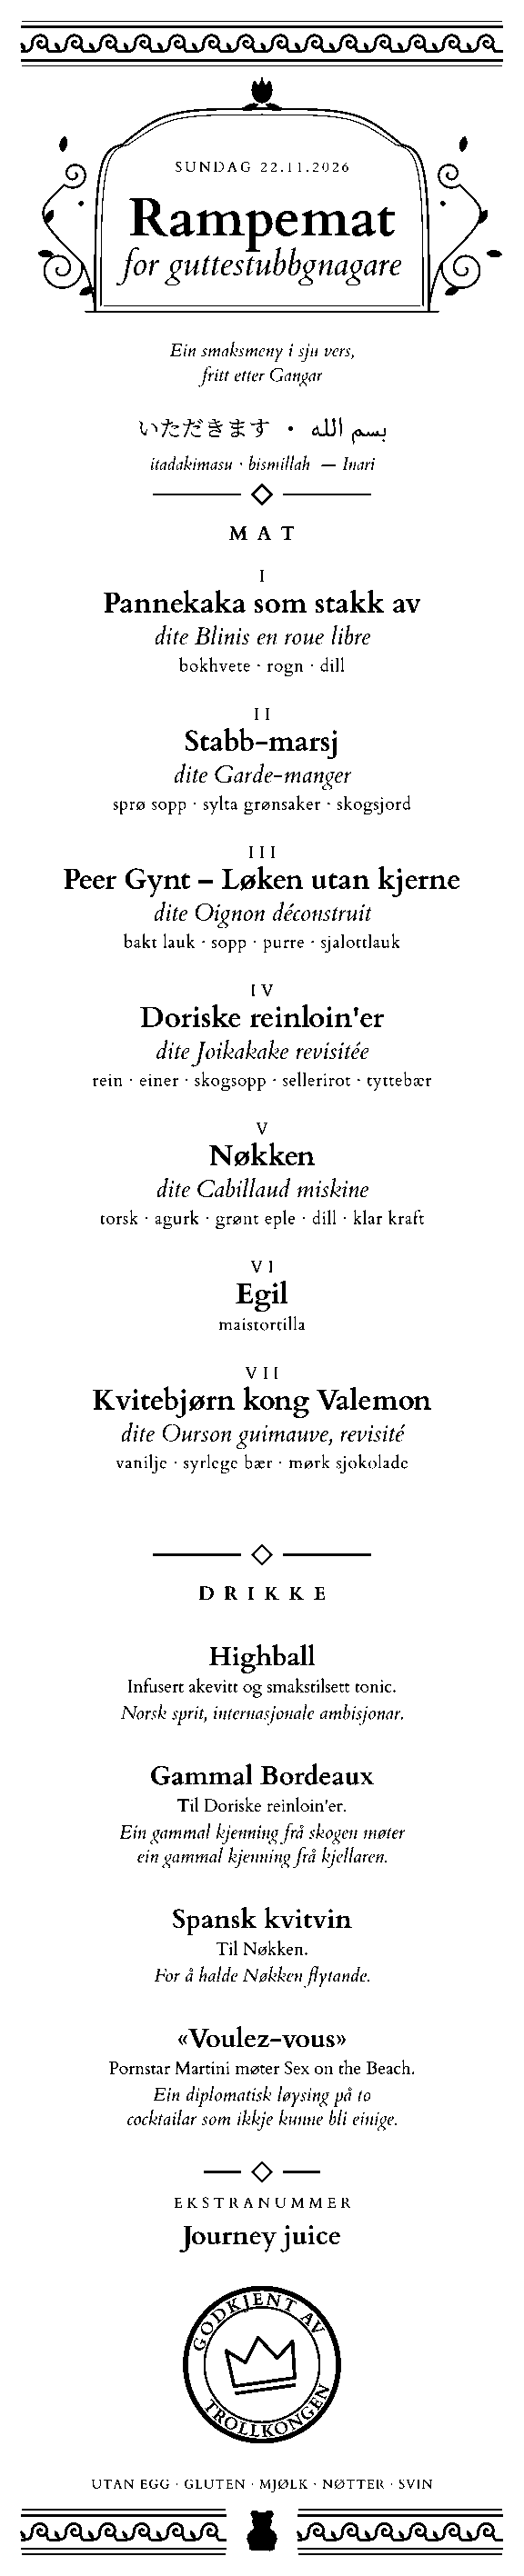 SUNDAG 22.11.2026
Rampemat
for guttestubbgnagare
Ein smaksmeny i sju vers,
fritt etter Gangar
いただきます · بسم الله
itadakimasu · bismillah — Inari
MAT
I
Pannekaka som stakk av
dite Blinis en roue libre
bokhvete · rogn · dill
II
Stabb-marsj
dite Garde-manger
sprø sopp · sylta grønsaker · skogsjord
III
Peer Gynt – Løken utan kjerne
dite Oignon déconstruit
bakt lauk · sopp · purre · sjalottlauk
IV
Doriske reinloin'er
dite Joikakake revisitée
rein · einer · skogsopp · sellerirot · tyttebær
V
Nøkken
dite Cabillaud miskine
torsk · agurk · grønt eple · dill · klar kraft
VI
Egil
maistortilla
VII
Kvitebjørn kong Valemon
dite Ourson guimauve, revisité
vanilje · syrlege bær · mørk sjokolade
DRIKKE
Highball
Infusert akevitt og smakstilsett tonic.
Norsk sprit, internasjonale ambisjonar.
Gammal Bordeaux
Til Doriske reinloin'er.
Ein gammal kjenning frå skogen møter
ein gammal kjenning frå kjellaren.
Spansk kvitvin
Til Nøkken.
For å halde Nøkken flytande.
«Voulez-vous»
Pornstar Martini møter Sex on the Beach.
Ein diplomatisk løysing på to
cocktailar som ikkje kunne bli einige.
EKSTRANUMMER
Journey juice
GODKJENT AV
TROLLKONGEN
UTAN EGG · GLUTEN · MJØLK · NØTTER · SVIN